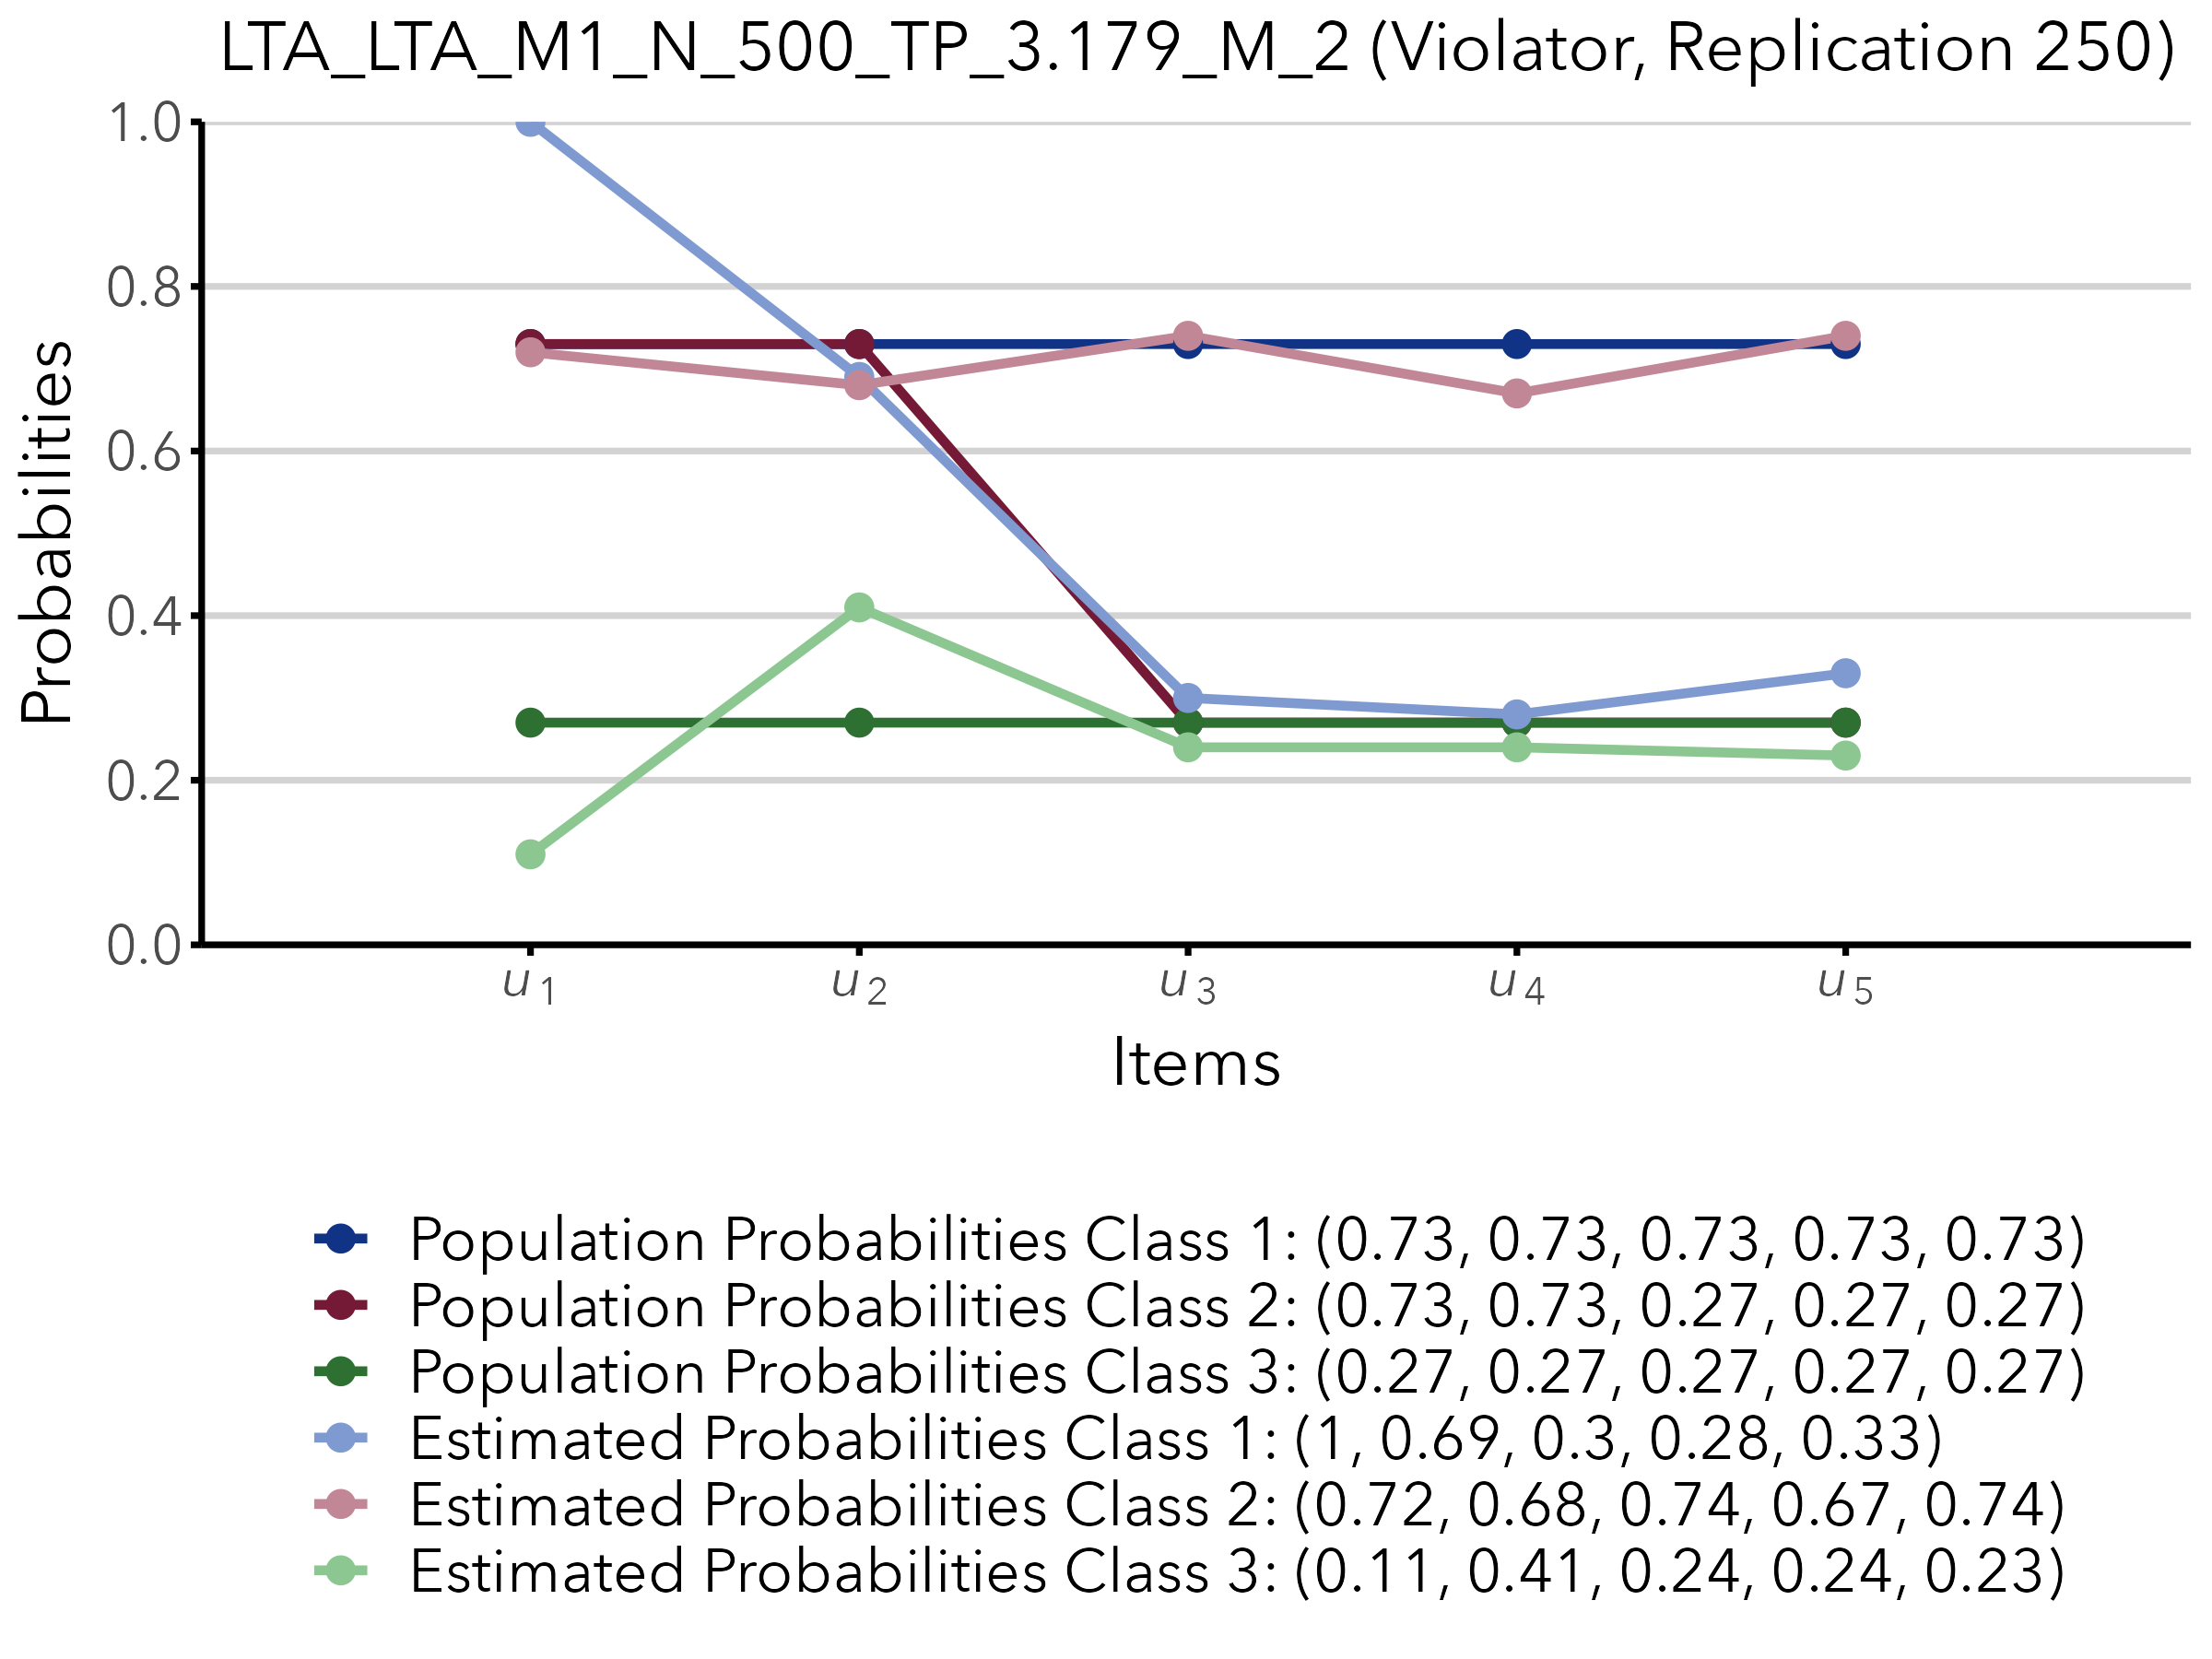 LTA_LTA_M1_N_500_TP_3.179_M_2 (Violator, Replication 250)
1.0
0.8
0.6
0.4
0.2
0.0
Probabilities
u1 u2 u3 u4 u5
Items
Population Probabilities Class 1: (0.73, 0.73, 0.73, 0.73, 0.73)
Population Probabilities Class 2: (0.73, 0.73, 0.27, 0.27, 0.27)
Population Probabilities Class 3: (0.27, 0.27, 0.27, 0.27, 0.27)
Estimated Probabilities Class 1: (1, 0.69, 0.3, 0.28, 0.33)
Estimated Probabilities Class 2: (0.72, 0.68, 0.74, 0.67, 0.74)
Estimated Probabilities Class 3: (0.11, 0.41, 0.24, 0.24, 0.23)